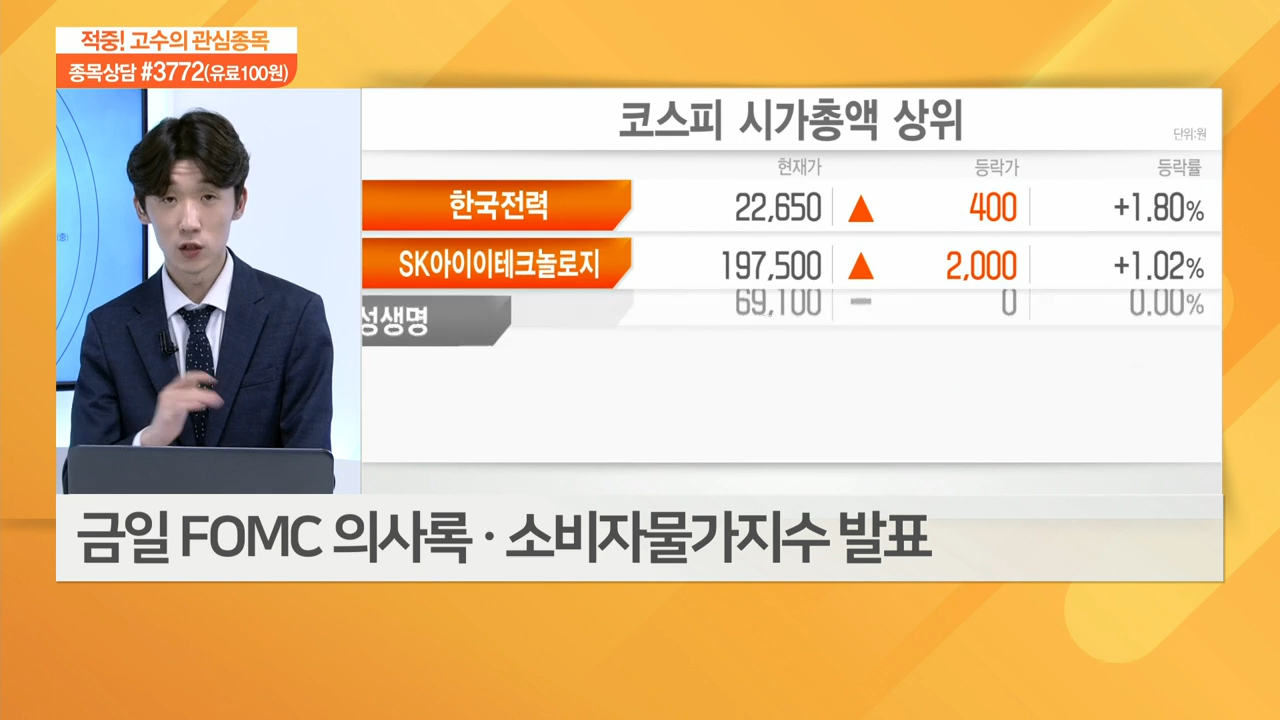 적중! 고수의 관심종목
종목상담 #3772(유료100원)
코스피 시가총액 상위
단위:원
현재가 등락가 등락률
한국전력 22,650 ▲ 400 +1.80%
SK아이이테크놀로지 197,500 ▲ 2,000 +1.02%
성생명 69,100 － 0 0.00%
금일 FOMC 의사록·소비자물가지수 발표